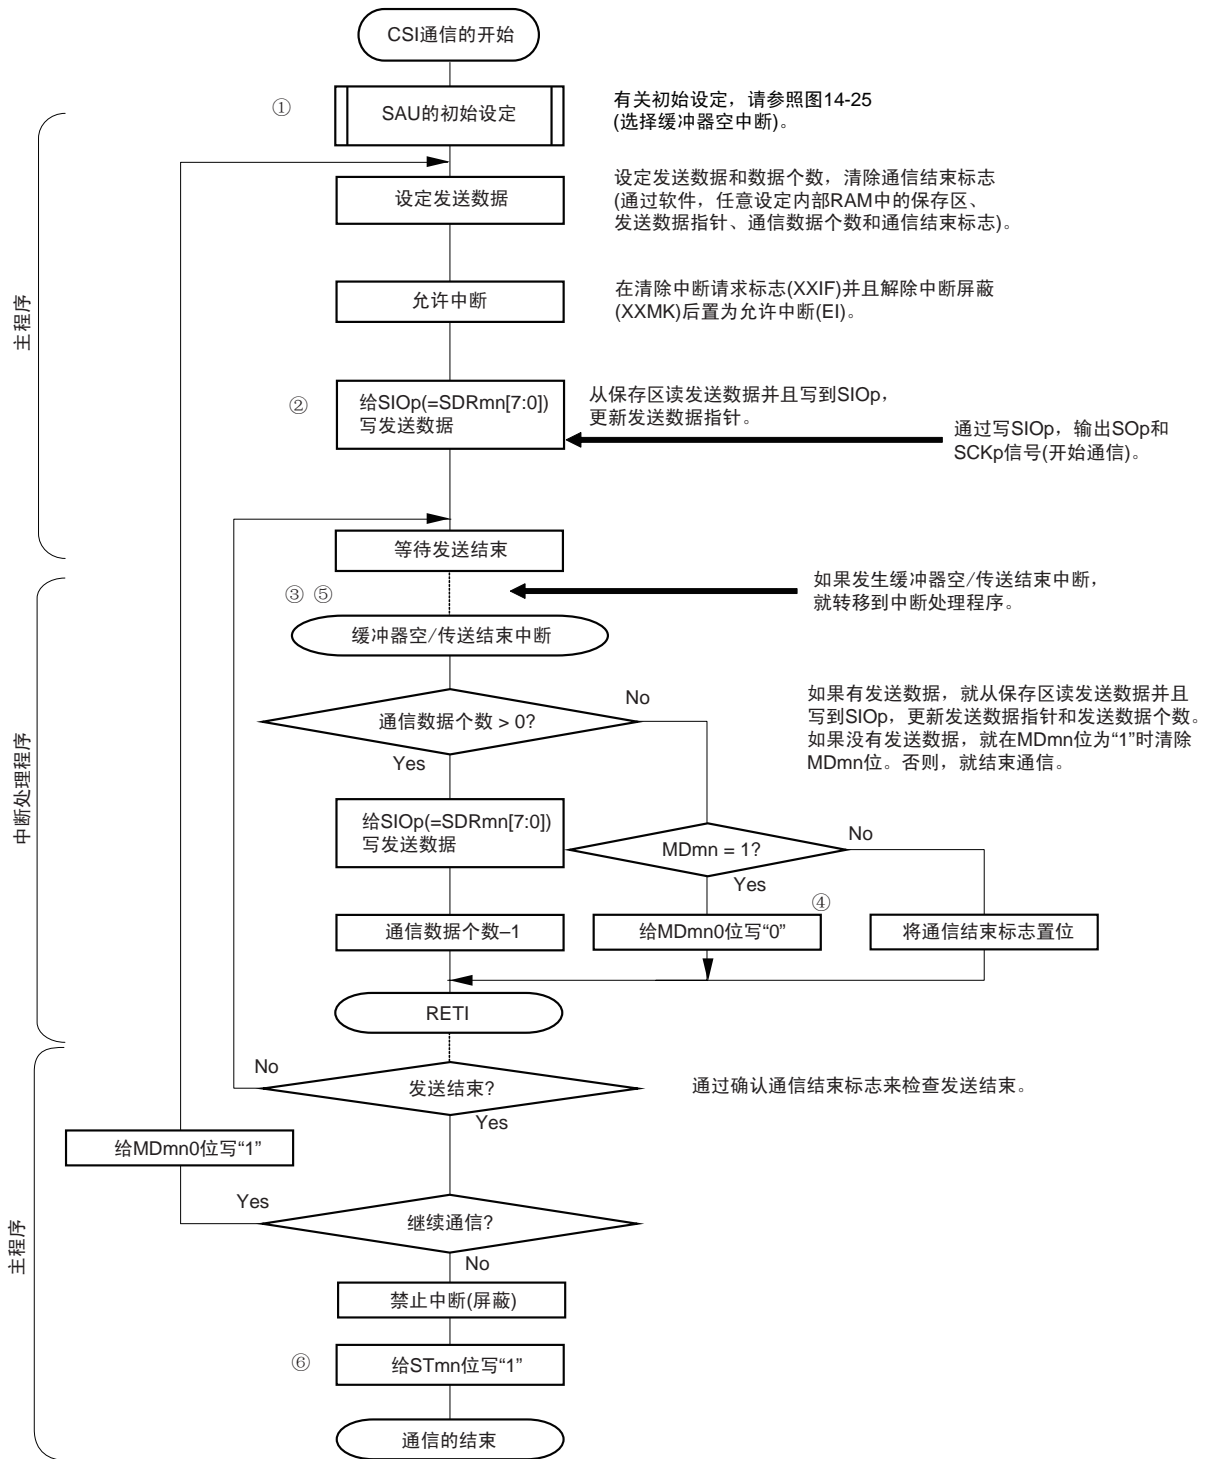 CSI通信的开始
①
SAU的初始设定
有关初始设定，请参照图14-25
(选择缓冲器空中断)。
设定发送数据
设定发送数据和数据个数，清除通信结束标志
(通过软件，任意设定内部RAM中的保存区、
发送数据指针、通信数据个数和通信结束标志)。
主程序
允许中断
在清除中断请求标志(XXIF)并且解除中断屏蔽
(XXMK)后置为允许中断(EI)。
②
给SIOp(=SDRmn[7:0])
写发送数据
从保存区读发送数据并且写到SIOp，
更新发送数据指针。
通过写SIOp，输出SOp和
SCKp信号(开始通信)。
等待发送结束
③ ⑤
如果发生缓冲器空/传送结束中断，
就转移到中断处理程序。
缓冲器空/传送结束中断
中断处理程序
通信数据个数 > 0?
No
Yes
如果有发送数据，就从保存区读发送数据并且
写到SIOp，更新发送数据指针和发送数据个数。
如果没有发送数据，就在MDmn位为“1”时清除
MDmn位。否则，就结束通信。
给SIOp(=SDRmn[7:0])
写发送数据
MDmn = 1?
No
Yes
④
通信数据个数–1
给MDmn0位写“0”
将通信结束标志置位
RETI
No
发送结束?
通过确认通信结束标志来检查发送结束。
Yes
给MDmn0位写“1”
Yes
继续通信?
主程序
No
禁止中断(屏蔽)
⑥
给STmn位写“1”
通信的结束